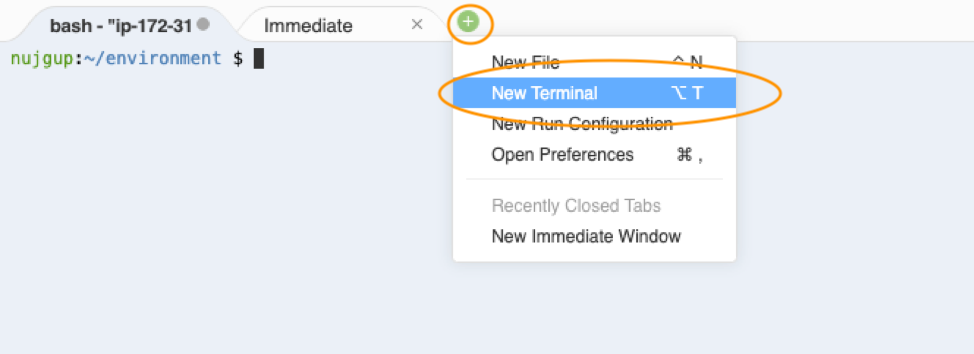 bash - "ip-172-31
Immediate
nujgup:~/environment $
New File ^ N
New Terminal ⌥ T
New Run Configuration
Open Preferences ⌘ ,
Recently Closed Tabs
New Immediate Window